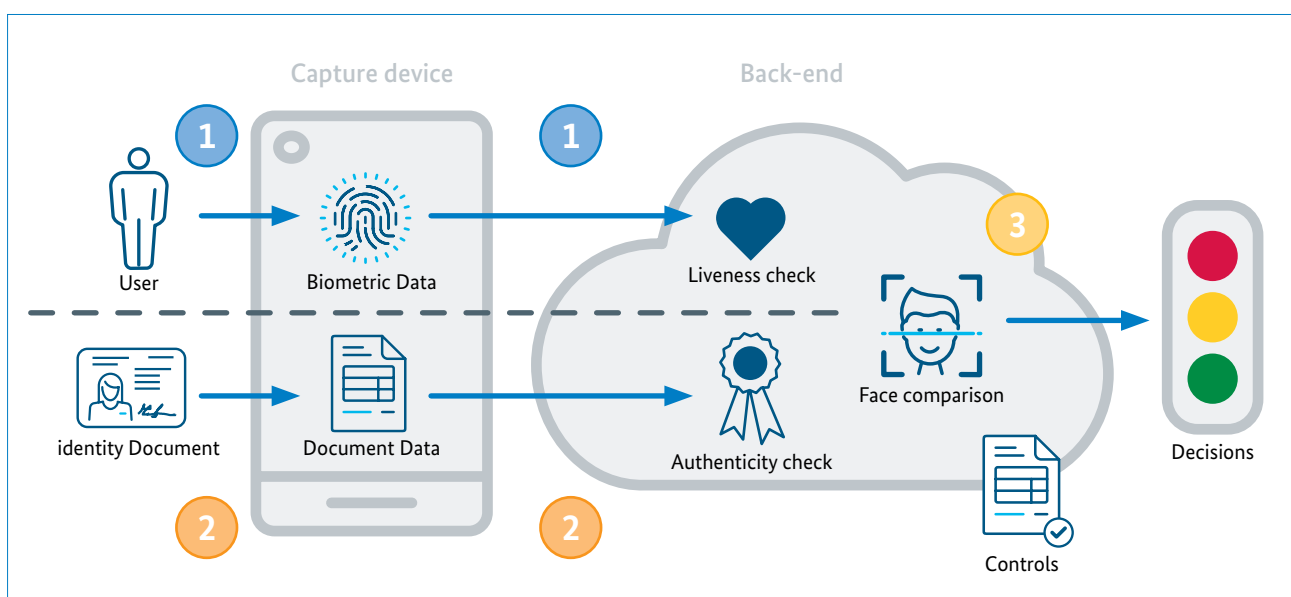 Capture device
Back-end
1
1
User
Biometric Data
Liveness check
3
identity Document
Document Data
Authenticity check
Face comparison
Decisions
2
2
Controls